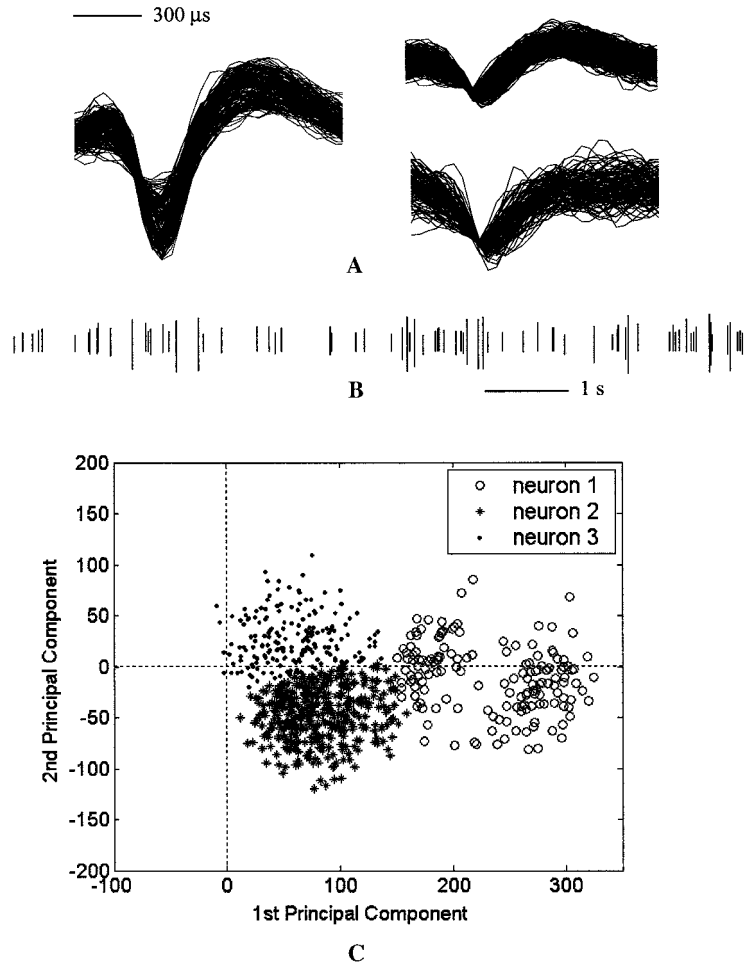 300 µs
A
B
1 s
200
150
100
50
0
-50
-100
-150
-200
2nd Principal Component
neuron 1
neuron 2
neuron 3
-100
0
100
200
300
1st Principal Component
C